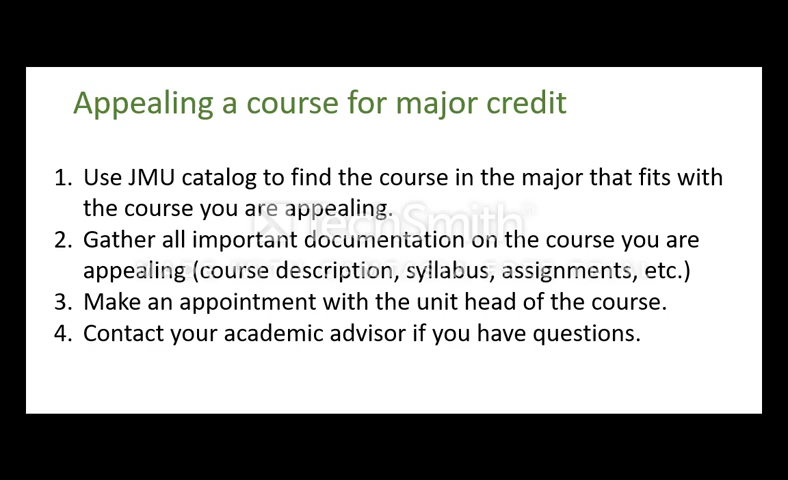 Appealing a course for major credit
1. Use JMU catalog to find the course in the major that fits with
the course you are appealing.
TechSmith
2. Gather all important documentation on the course you are
appealing (course description, syllabus, assignments, etc.)
3. Make an appointment with the unit head of the course.
4. Contact your academic advisor if you have questions.